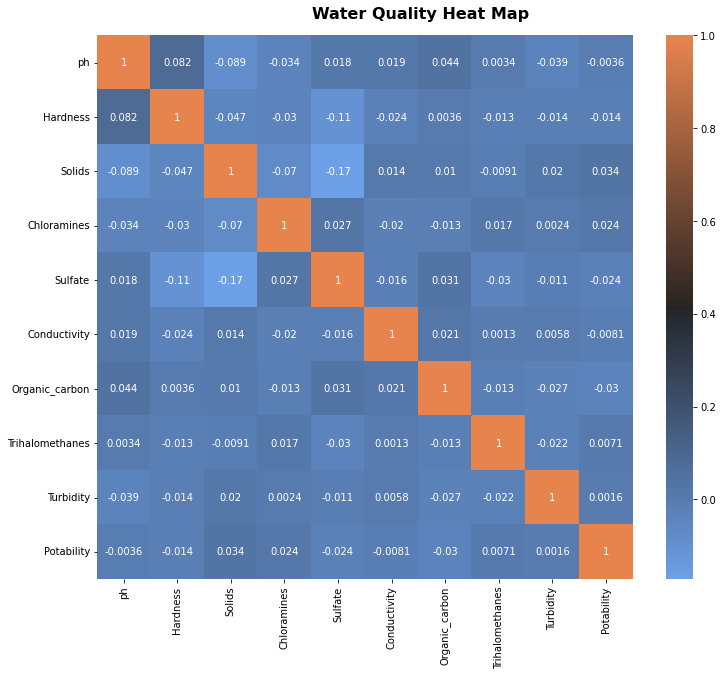 Water Quality Heat Map
ph 1 0.082 -0.089 -0.034 0.018 0.019 0.044 0.0034 -0.039 -0.0036
Hardness 0.082 1 -0.047 -0.03 -0.11 -0.024 0.0036 -0.013 -0.014 -0.014
Solids -0.089 -0.047 1 -0.07 -0.17 0.014 0.01 -0.0091 0.02 0.034
Chloramines -0.034 -0.03 -0.07 1 0.027 -0.02 -0.013 0.017 0.0024 0.024
Sulfate 0.018 -0.11 -0.17 0.027 1 -0.016 0.031 -0.03 -0.011 -0.024
Conductivity 0.019 -0.024 0.014 -0.02 -0.016 1 0.021 0.0013 0.0058 -0.0081
Organic_carbon 0.044 0.0036 0.01 -0.013 0.031 0.021 1 -0.013 -0.027 -0.03
Trihalomethanes 0.0034 -0.013 -0.0091 0.017 -0.03 0.0013 -0.013 1 -0.022 0.0071
Turbidity -0.039 -0.014 0.02 0.0024 -0.011 0.0058 -0.027 -0.022 1 0.0016
Potability -0.0036 -0.014 0.034 0.024 -0.024 -0.0081 -0.03 0.0071 0.0016 1
ph Hardness Solids Chloramines Sulfate Conductivity Organic_carbon Trihalomethanes Turbidity Potability
1.0
0.8
0.6
0.4
0.2
0.0